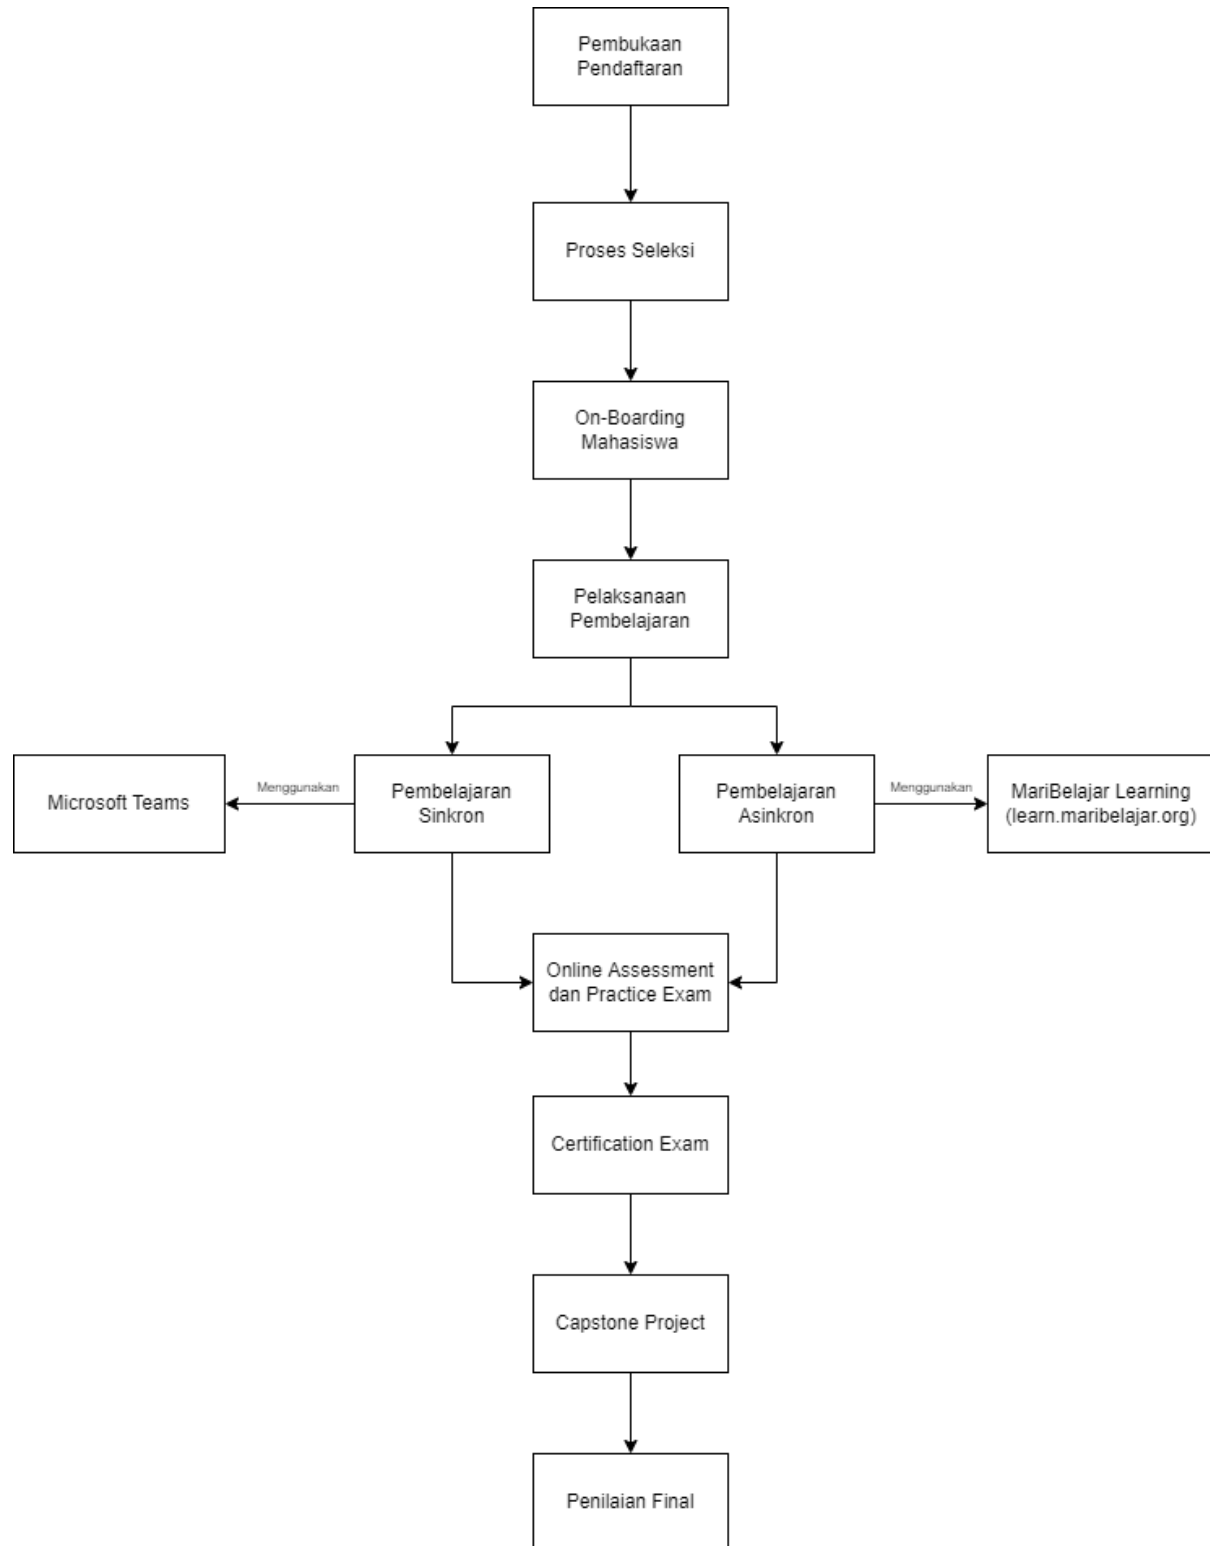 Pembukaan
Pendaftaran
Proses Seleksi
On-Boarding
Mahasiswa
Pelaksanaan
Pembelajaran
Microsoft Teams
Menggunakan
Pembelajaran
Sinkron
Pembelajaran
Asinkron
Menggunakan
MariBelajar Learning
(learn.maribelajar.org)
Online Assessment
dan Practice Exam
Certification Exam
Capstone Project
Penilaian Final